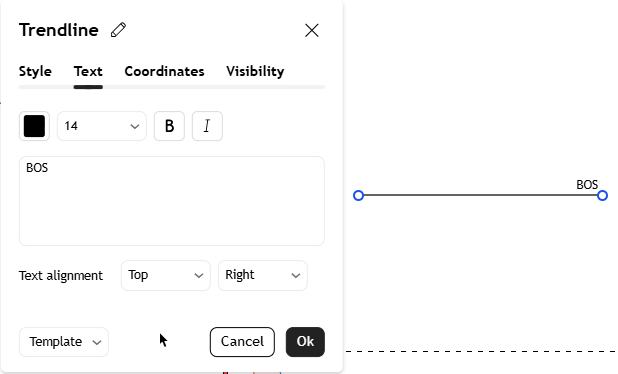 Trendline
Style Text Coordinates Visibility
14 B I
BOS
BOS
Text alignment Top Right
Template Cancel Ok